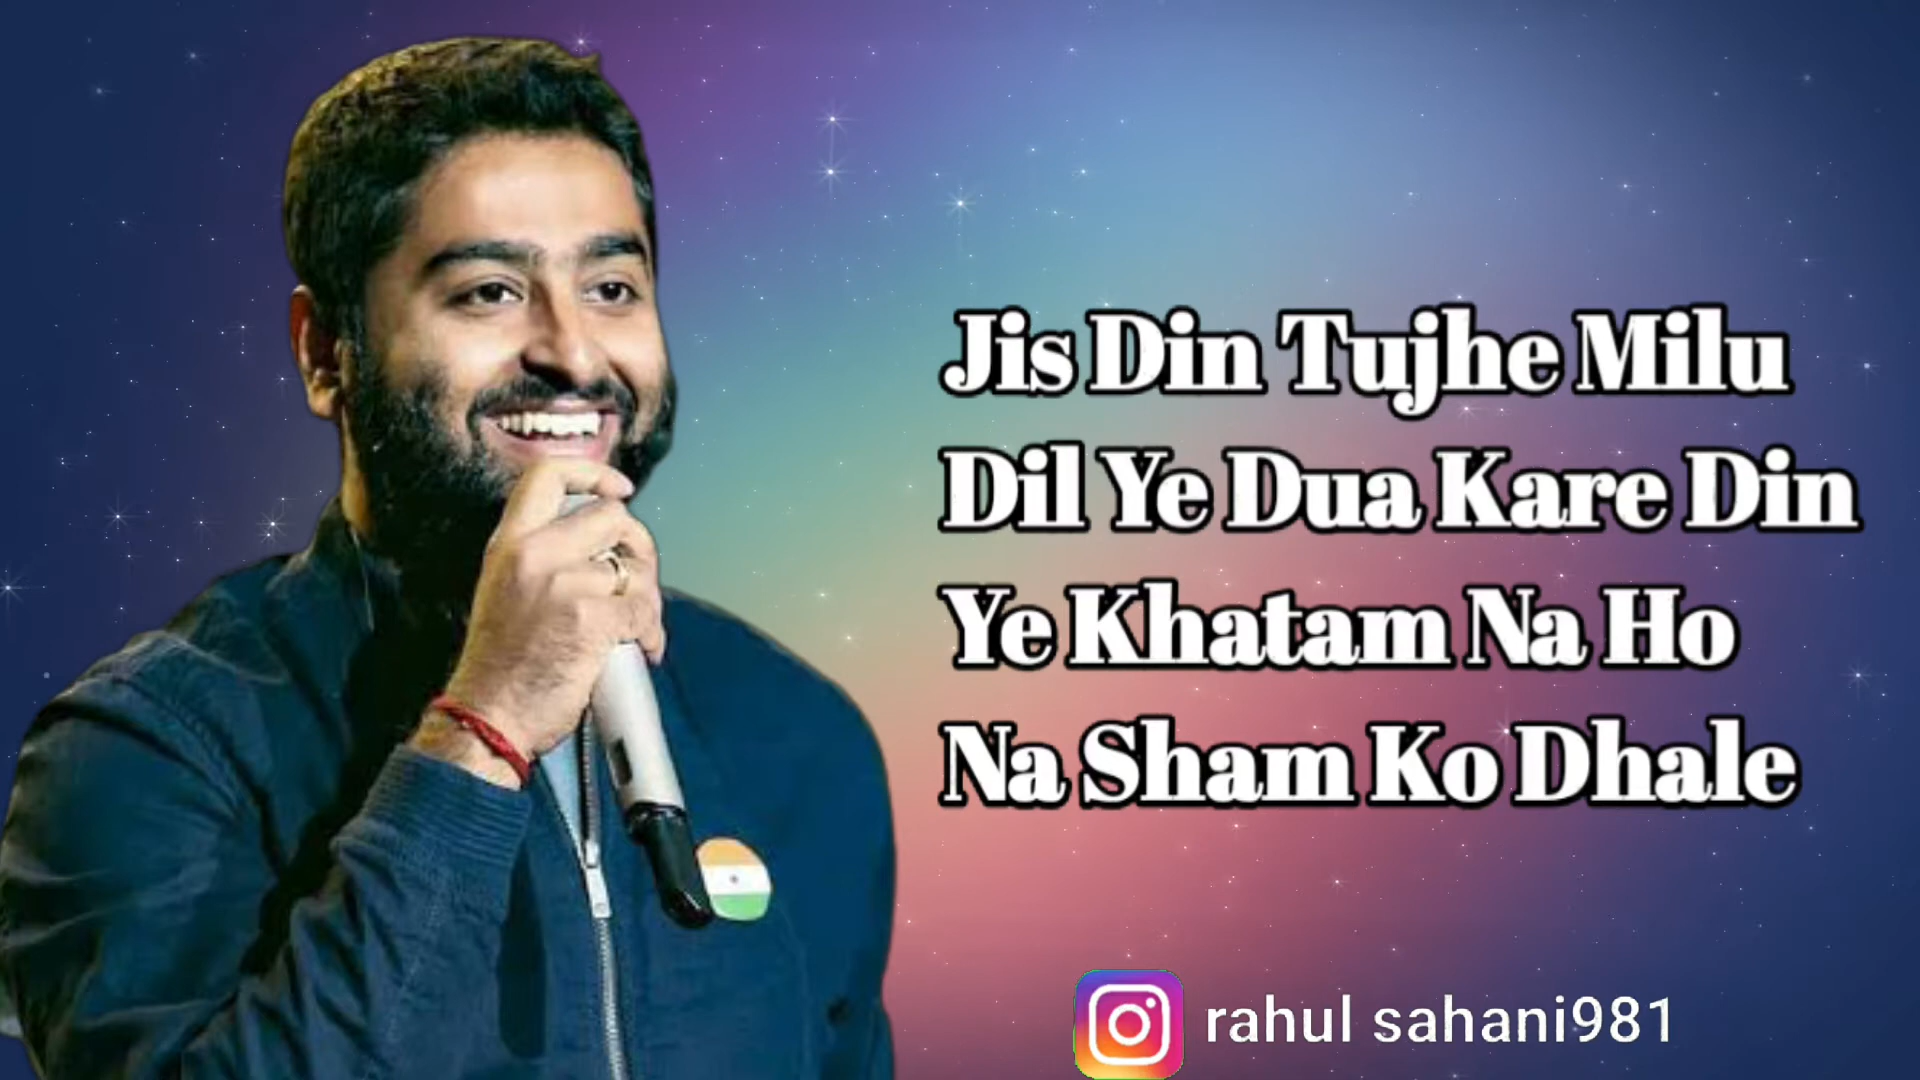 Jis Din Tujhe Milu
Dil Ye Dua Kare Din
Ye Khatam Na Ho
Na Sham Ko Dhale
rahul sahani981